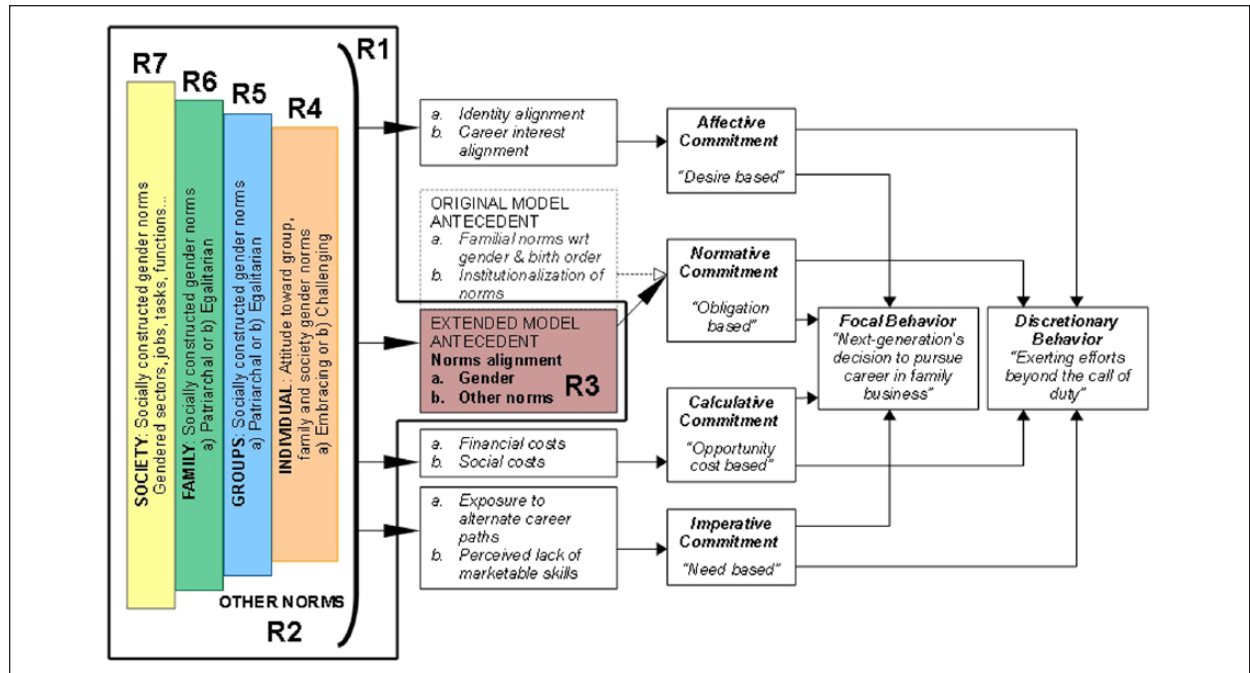 R7
R6
R5
R4
R1
SOCIETY: Socially constructed gender norms
Gendered sectors, jobs, tasks, functions...
FAMILY: Socially constructed gender norms
a) Patriarchal or b) Egalitarian
GROUPS: Socially constructed gender norms
a) Patriarchal or b) Egalitarian
INDIVIDUAL: Attitude toward group,
family and society gender norms
a) Embracing or b) Challenging
OTHER NORMS
R2
a. Identity alignment
b. Career interest
alignment
ORIGINAL MODEL
ANTECEDENT
a. Familial norms wrt
gender & birth order
b. Institutionalization of
norms
EXTENDED MODEL
ANTECEDENT
Norms alignment
a. Gender
b. Other norms
R3
a. Financial costs
b. Social costs
a. Exposure to
alternate career
paths
b. Perceived lack of
marketable skills
Affective
Commitment
"Desire based"
Normative
Commitment
"Obligation
based"
Calculative
Commitment
"Opportunity
cost based"
Imperative
Commitment
"Need based"
Focal Behavior
"Next-generation's
decision to pursue
career in family
business"
Discretionary
Behavior
"Exerting efforts
beyond the call of
duty"